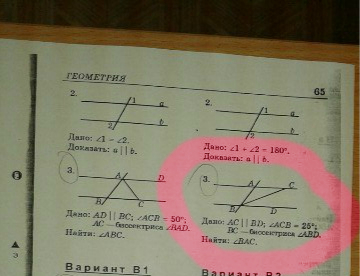 ГЕОМЕТРИЯ 65
2.
1 a
2 b
Дано: ∠1 = ∠2.
Доказать: a || b.
3.
A D
B C
Дано: AD || BC; ∠ACB = 50°;
AC — биссектриса ∠BAD.
Найти: ∠ABC.
Вариант В1
2.
1 a
2 b
Дано: ∠1 + ∠2 = 180°.
Доказать: a || b.
3.
A C
B D
Дано: AC || BD; ∠ACB = 25°;
BC — биссектриса ∠ABD.
Найти: ∠BAC.
Вариант В2